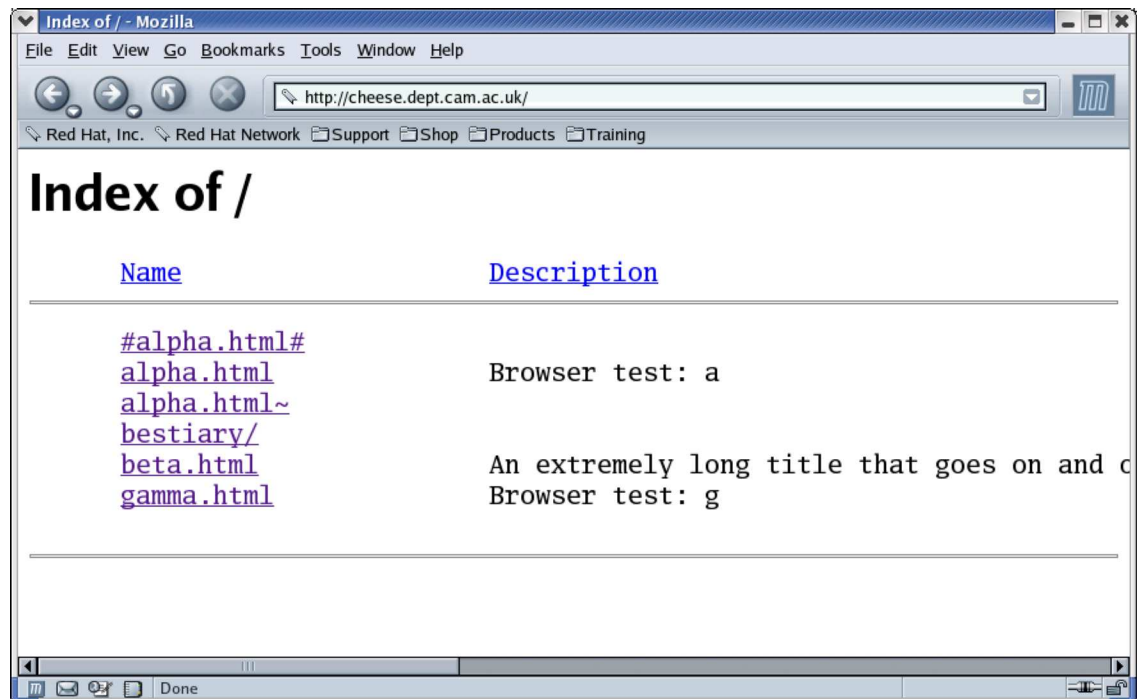 Index of / - Mozilla
File Edit View Go Bookmarks Tools Window Help
http://cheese.dept.cam.ac.uk/
Red Hat, Inc. Red Hat Network Support Shop Products Training
Index of /
Name Description
#alpha.html#
alpha.html Browser test: a
alpha.html~
bestiary/
beta.html An extremely long title that goes on and
gamma.html Browser test: g
Done